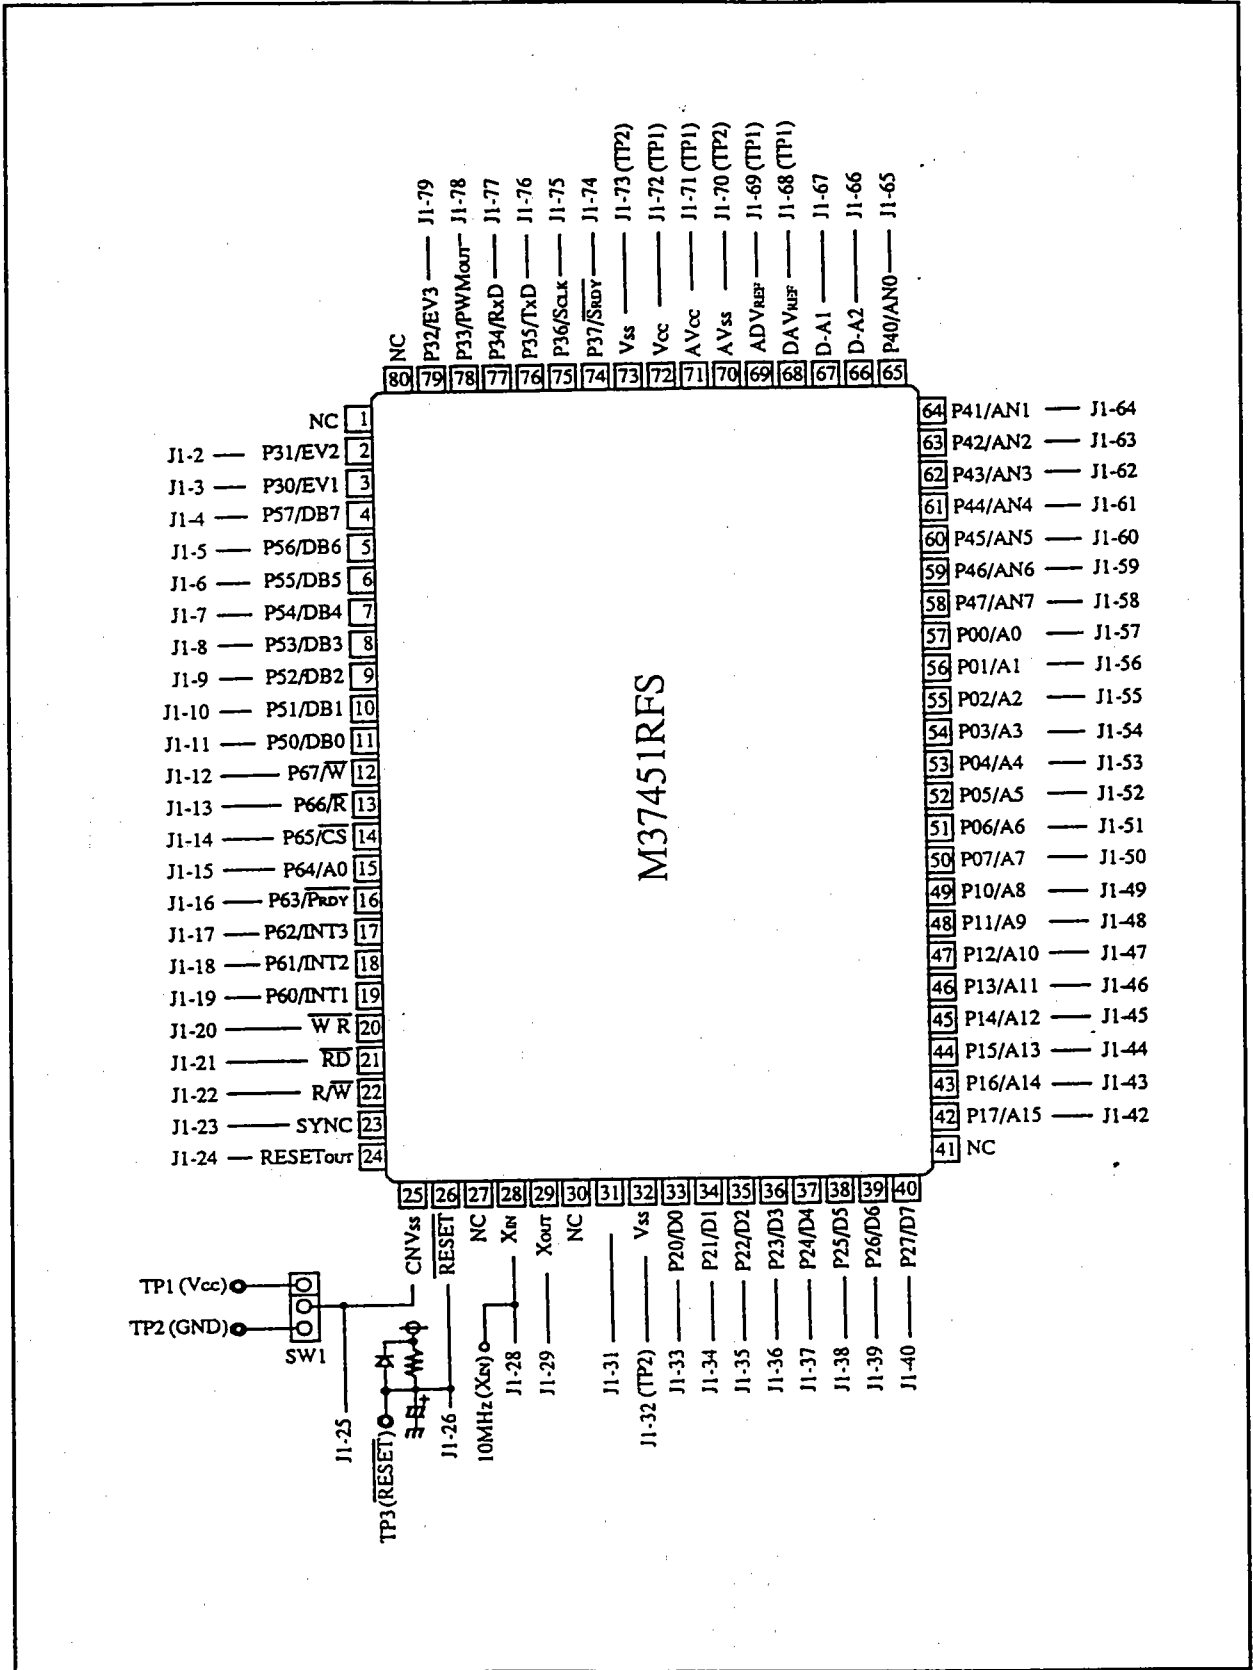 J1-79
J1-78
J1-77
J1-76
J1-75
J1-74
J1-73 (TP2)
J1-72 (TP1)
J1-71 (TP1)
J1-70 (TP2)
J1-69 (TP1)
J1-68 (TP1)
J1-67
J1-66
J1-65
NC
P32/EV3
P33/PWMOUT
P34/RxD
P35/TxD
P36/SCLK
P37/SRDY
Vss
Vcc
AVcc
AVss
ADVREF
DAVREF
D-A1
D-A2
P40/AN0
80 79 78 77 76 75 74 73 72 71 70 69 68 67 66 65
NC 1
J1-2 P31/EV2 2
J1-3 P30/EV1 3
J1-4 P57/DB7 4
J1-5 P56/DB6 5
J1-6 P55/DB5 6
J1-7 P54/DB4 7
J1-8 P53/DB3 8
J1-9 P52/DB2 9
J1-10 P51/DB1 10
J1-11 P50/DB0 11
J1-12 P67/W 12
J1-13 P66/R 13
J1-14 P65/CS 14
J1-15 P64/A0 15
J1-16 P63/PRDY 16
J1-17 P62/INT3 17
J1-18 P61/INT2 18
J1-19 P60/INT1 19
J1-20 W R 20
J1-21 RD 21
J1-22 R/W 22
J1-23 SYNC 23
J1-24 RESETOUT 24
M37451RFS
64 P41/AN1 J1-64
63 P42/AN2 J1-63
62 P43/AN3 J1-62
61 P44/AN4 J1-61
60 P45/AN5 J1-60
59 P46/AN6 J1-59
58 P47/AN7 J1-58
57 P00/A0 J1-57
56 P01/A1 J1-56
55 P02/A2 J1-55
54 P03/A3 J1-54
53 P04/A4 J1-53
52 P05/A5 J1-52
51 P06/A6 J1-51
50 P07/A7 J1-50
49 P10/A8 J1-49
48 P11/A9 J1-48
47 P12/A10 J1-47
46 P13/A11 J1-46
45 P14/A12 J1-45
44 P15/A13 J1-44
43 P16/A14 J1-43
42 P17/A15 J1-42
41 NC
25 26 27 28 29 30 31 32 33 34 35 36 37 38 39 40
CNVss
RESET
NC
XIN
XOUT
NC
Vss
P20/D0
P21/D1
P22/D2
P23/D3
P24/D4
P25/D5
P26/D6
P27/D7
TP1 (Vcc)
TP2 (GND)
SW1
J1-25
TP3 (RESET)
+
J1-26
10MHz (XIN)
J1-28
J1-29
J1-31
J1-32 (TP2)
J1-33
J1-34
J1-35
J1-36
J1-37
J1-38
J1-39
J1-40